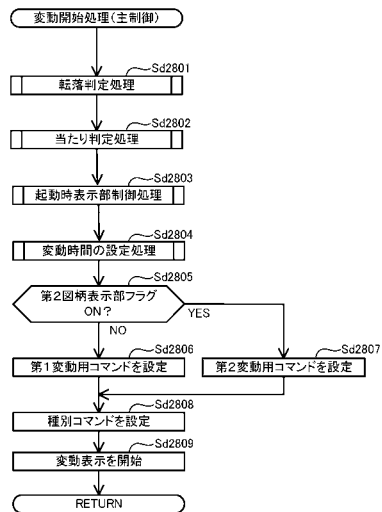 変動開始処理(主制御)
Sd2801
転落判定処理
Sd2802
当たり判定処理
Sd2803
起動時表示部制御処理
Sd2804
変動時間の設定処理
Sd2805
第2図柄表示部フラグ
ON?
NO
YES
Sd2806
第1変動用コマンドを設定
Sd2807
第2変動用コマンドを設定
Sd2808
種別コマンドを設定
Sd2809
変動表示を開始
RETURN